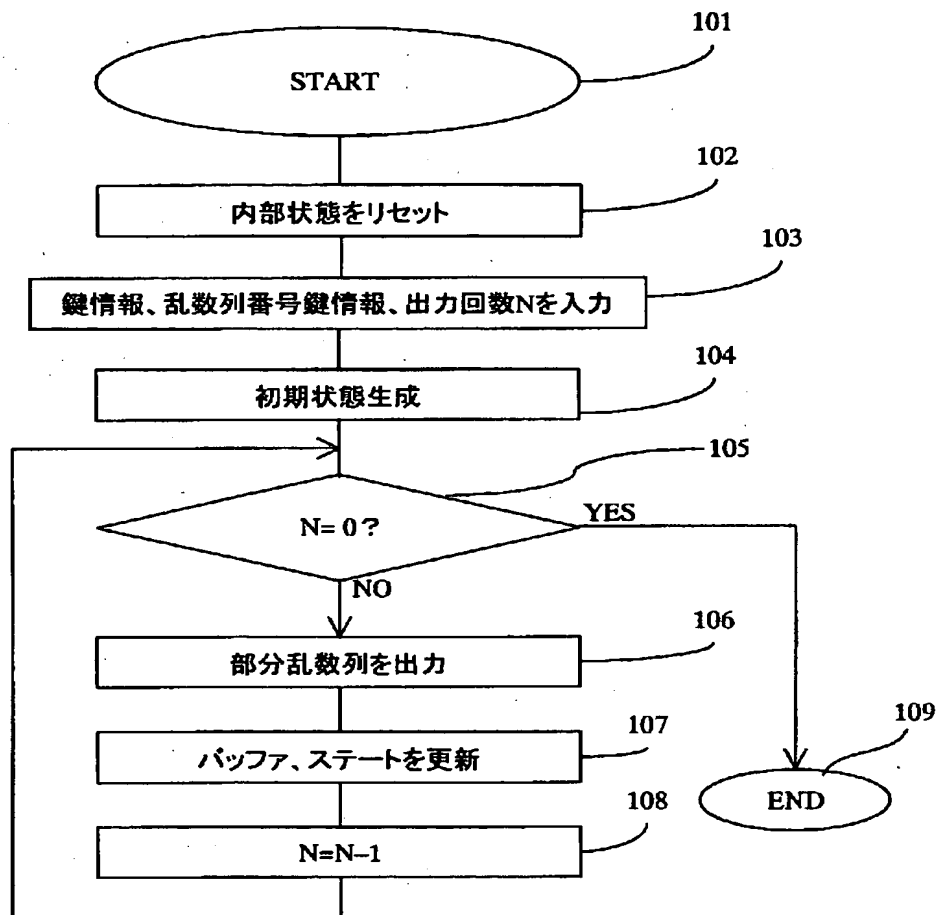 101
START
102
内部状態をリセット
103
鍵情報、乱数列番号鍵情報、出力回数Nを入力
104
初期状態生成
105
N= 0?
YES
NO
106
部分乱数列を出力
107
バッファ、ステートを更新
108
N=N–1
109
END